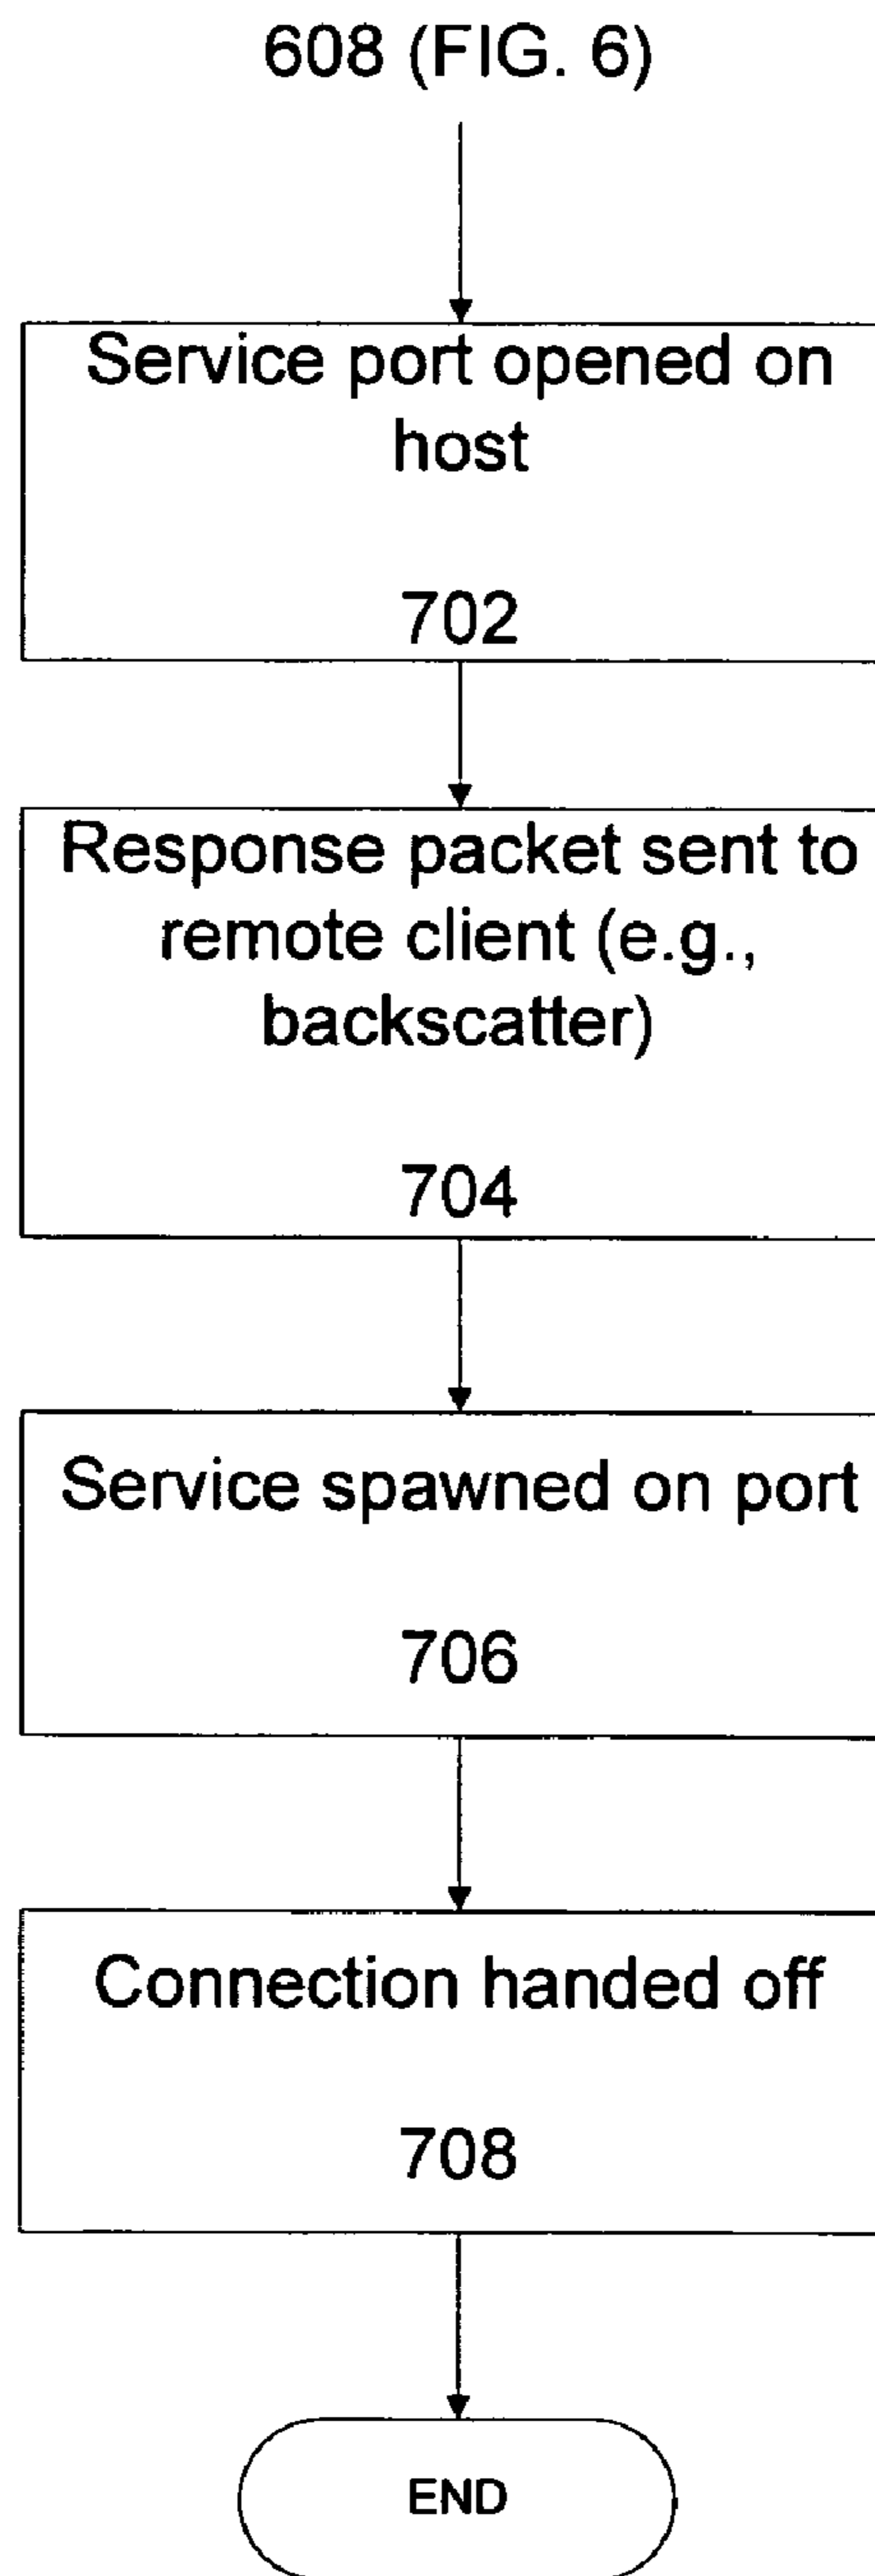 608 (FIG. 6)
Service port opened on
host
702
Response packet sent to
remote client (e.g.,
backscatter)
704
Service spawned on port
706
Connection handed off
708
END